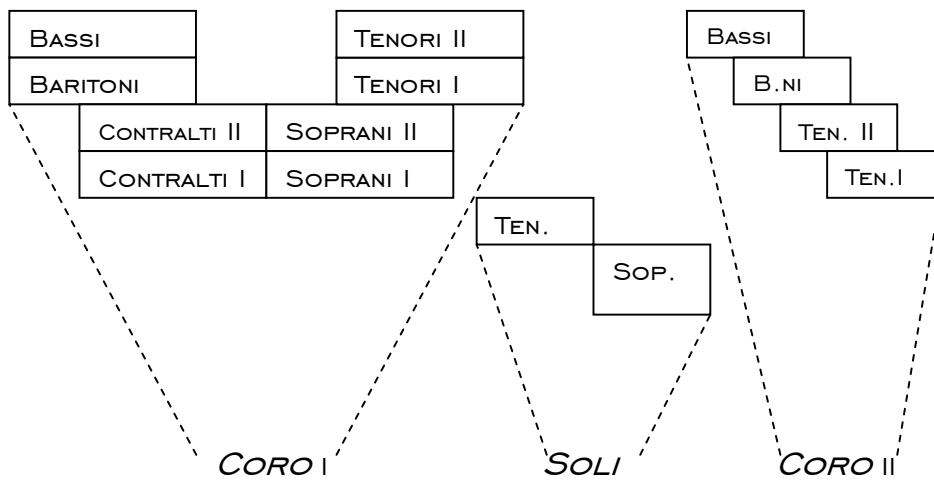 BASSI
BARITONI
TENORI II
TENORI I
CONTRALTI II
SOPRANI II
CONTRALTI I
SOPRANI I
TEN.
SOP.
BASSI
B.NI
TEN. II
TEN.I
CORO I
SOLI
CORO II